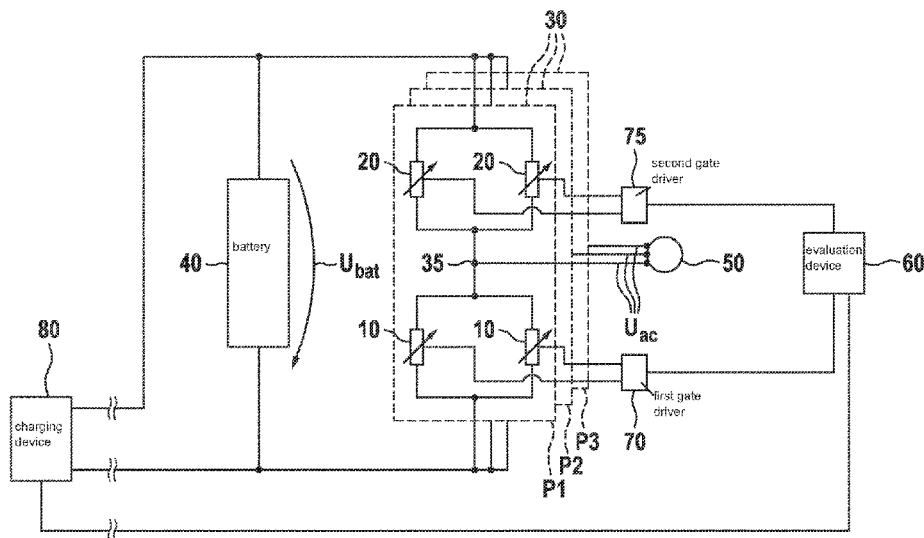 30
20
20
75
second gate
driver
battery
40
U bat
35
50
evaluation
device
60
U ac
10
10
80
charging
device
first gate
driver
70
P3
P2
P1